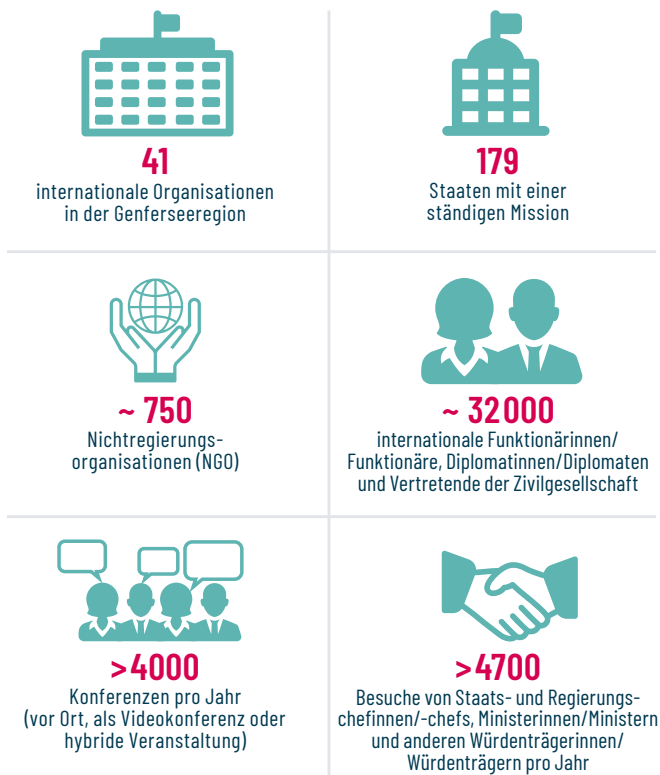 41
internationale Organisationen
in der Genferseeregion
179
Staaten mit einer
ständigen Mission
~ 750
Nichtregierungs-
organisationen (NGO)
~ 32 000
internationale Funktionärinnen/
Funktionäre, Diplomatinnen/Diplomaten
und Vertretende der Zivilgesellschaft
>4000
Konferenzen pro Jahr
(vor Ort, als Videokonferenz oder
hybride Veranstaltung)
>4700
Besuche von Staats- und Regierungs-
chefinnen/-chefs, Ministerinnen/Ministern
und anderen Würdenträgerinnen/
Würdenträgern pro Jahr